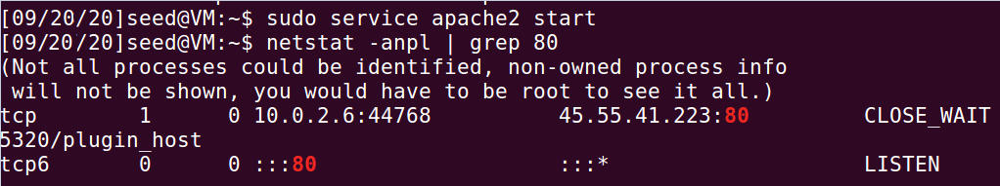 [09/20/20]seed@VM:~$ sudo service apache2 start
[09/20/20]seed@VM:~$ netstat -anpl | grep 80
(Not all processes could be identified, non-owned process info
 will not be shown, you would have to be root to see it all.)
tcp        1      0 10.0.2.6:44768          45.55.41.223:80         CLOSE_WAIT
5320/plugin_host
tcp6       0      0 :::80                   :::*                    LISTEN